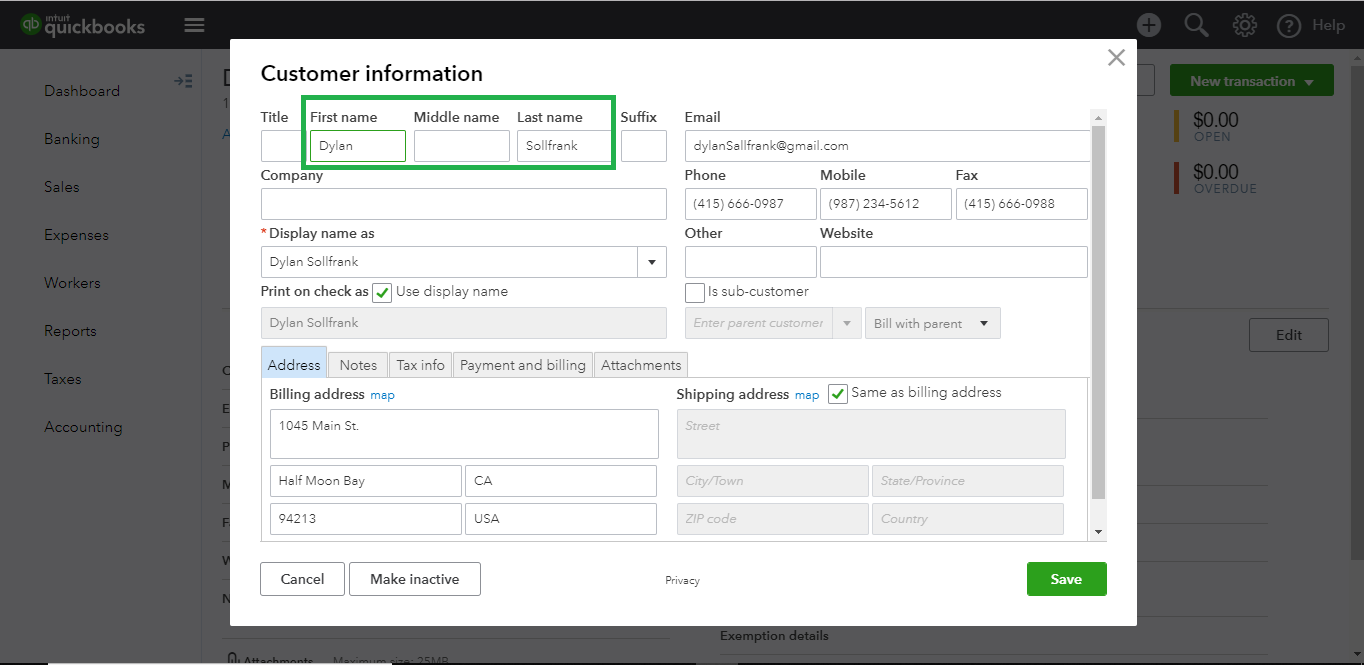 intuit
quickbooks
Help
Dashboard
Banking
Sales
Expenses
Workers
Reports
Taxes
Accounting
New transaction
$0.00
OPEN
$0.00
OVERDUE
Edit
Customer information
Title First name Middle name Last name Suffix
Dylan Sollfrank
Company
* Display name as
Dylan Sollfrank
Print on check as Use display name
Dylan Sollfrank
Email
dylanSallfrank@gmail.com
Phone Mobile Fax
(415) 666-0987 (987) 234-5612 (415) 666-0988
Other Website
Is sub-customer
Enter parent customer Bill with parent
Address Notes Tax info Payment and billing Attachments
Billing address map
1045 Main St.
Half Moon Bay CA
94213 USA
Shipping address map Same as billing address
Street
City/Town State/Province
ZIP code Country
Cancel Make inactive Privacy Save
Exemption details
Attachments Maximum size: 25MB